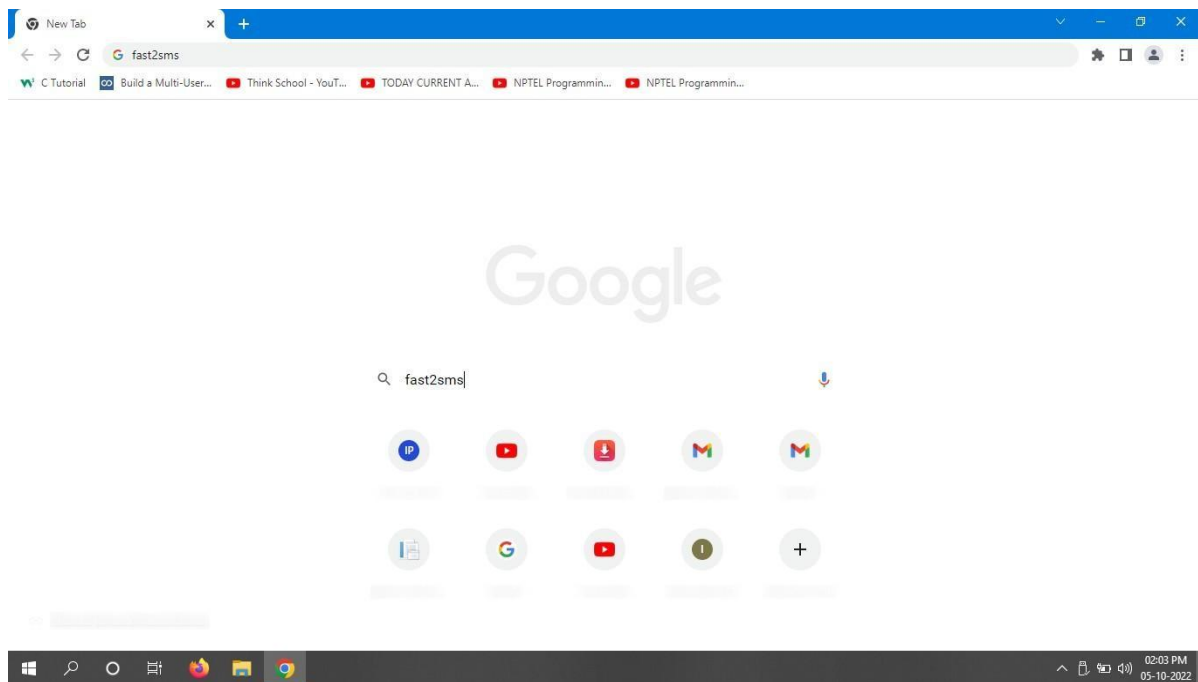 New Tab
fast2sms
C Tutorial Build a Multi-User... Think School - YouT... TODAY CURRENT A... NPTEL Programmin... NPTEL Programmin...
Google
fast2sms
IP
I
02:03 PM
05-10-2022